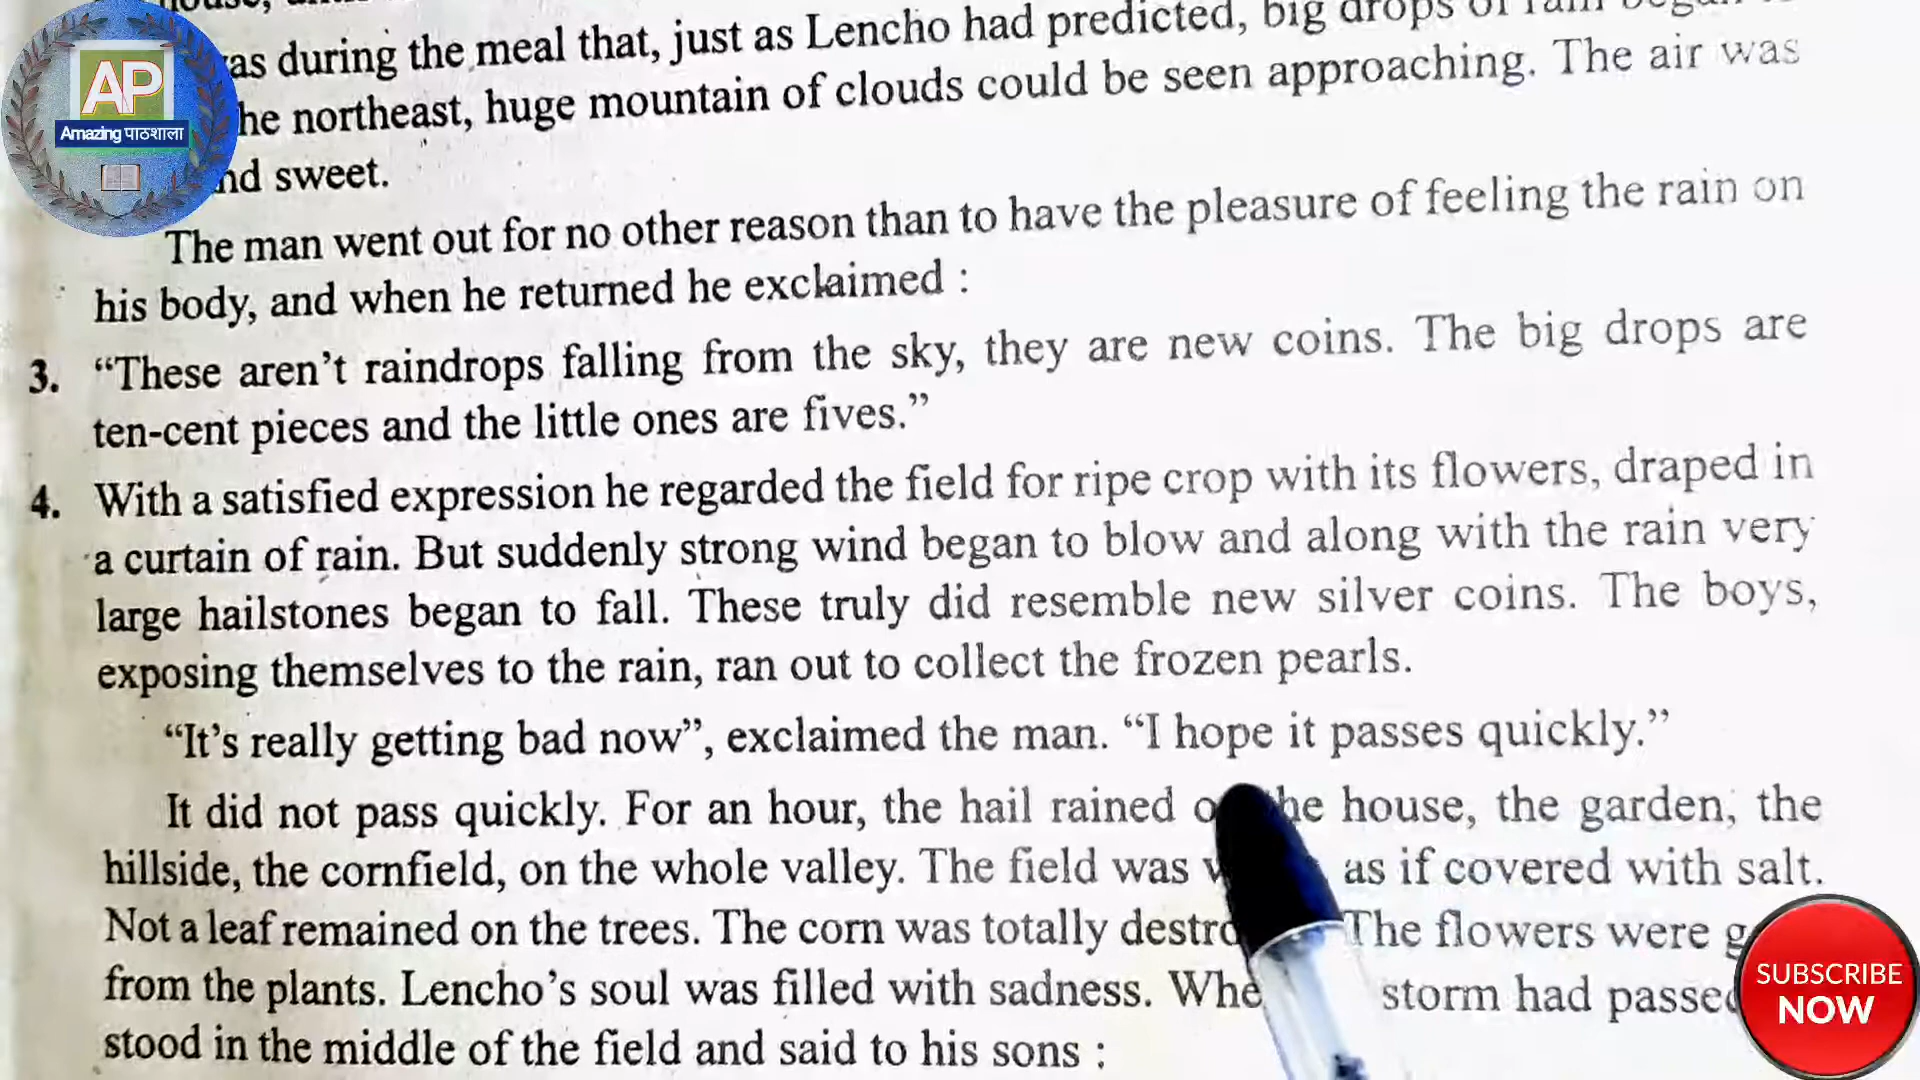 AP
Amazing पाठशाला
as during the meal that, just as Lencho had predicted, big drops of rain began
he northeast, huge mountain of clouds could be seen approaching. The air was
nd sweet.
The man went out for no other reason than to have the pleasure of feeling the rain on
his body, and when he returned he exclaimed :
3. “These aren’t raindrops falling from the sky, they are new coins. The big drops are
ten-cent pieces and the little ones are fives.”
4. With a satisfied expression he regarded the field for ripe crop with its flowers, draped in
a curtain of rain. But suddenly strong wind began to blow and along with the rain very
large hailstones began to fall. These truly did resemble new silver coins. The boys,
exposing themselves to the rain, ran out to collect the frozen pearls.
“It’s really getting bad now”, exclaimed the man. “I hope it passes quickly.”
It did not pass quickly. For an hour, the hail rained he house, the garden, the
hillside, the cornfield, on the whole valley. The field was as if covered with salt.
Not a leaf remained on the trees. The corn was totally destro The flowers were
from the plants. Lencho’s soul was filled with sadness. Whe storm had passed
stood in the middle of the field and said to his sons :
SUBSCRIBE
NOW